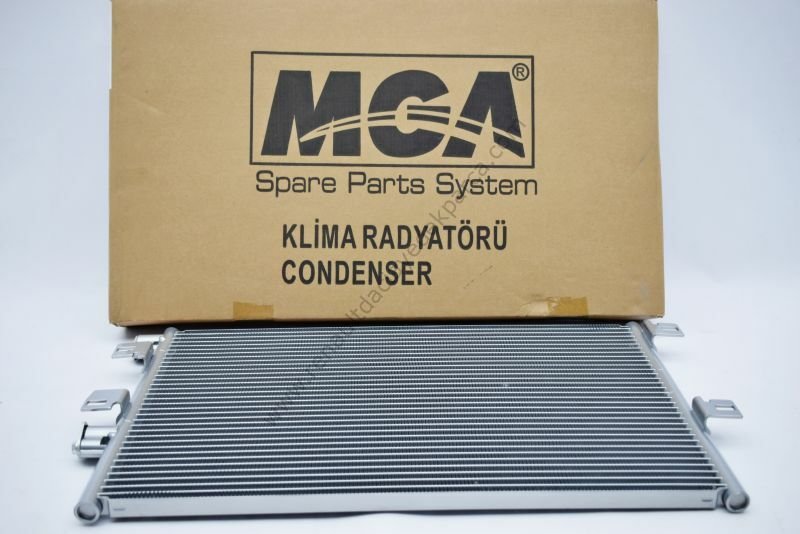 MCA®
Spare Parts System
KLİMA RADYATÖRÜ
CONDENSER